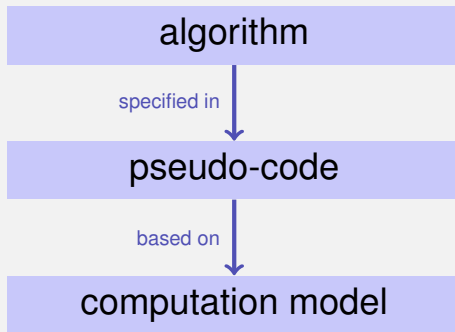 algorithm
specified in
pseudo-code
based on
computation model